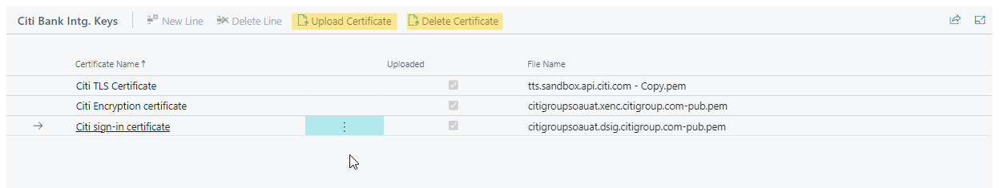 Citi Bank Intg. Keys New Line Delete Line Upload Certificate Delete Certificate
Certificate Name ↑ Uploaded File Name
Citi TLS Certificate tts.sandbox.api.citi.com - Copy.pem
Citi Encryption certificate citigroupsoauat.xenc.citigroup.com-pub.pem
Citi sign-in certificate citigroupsoauat.dsig.citigroup.com-pub.pem